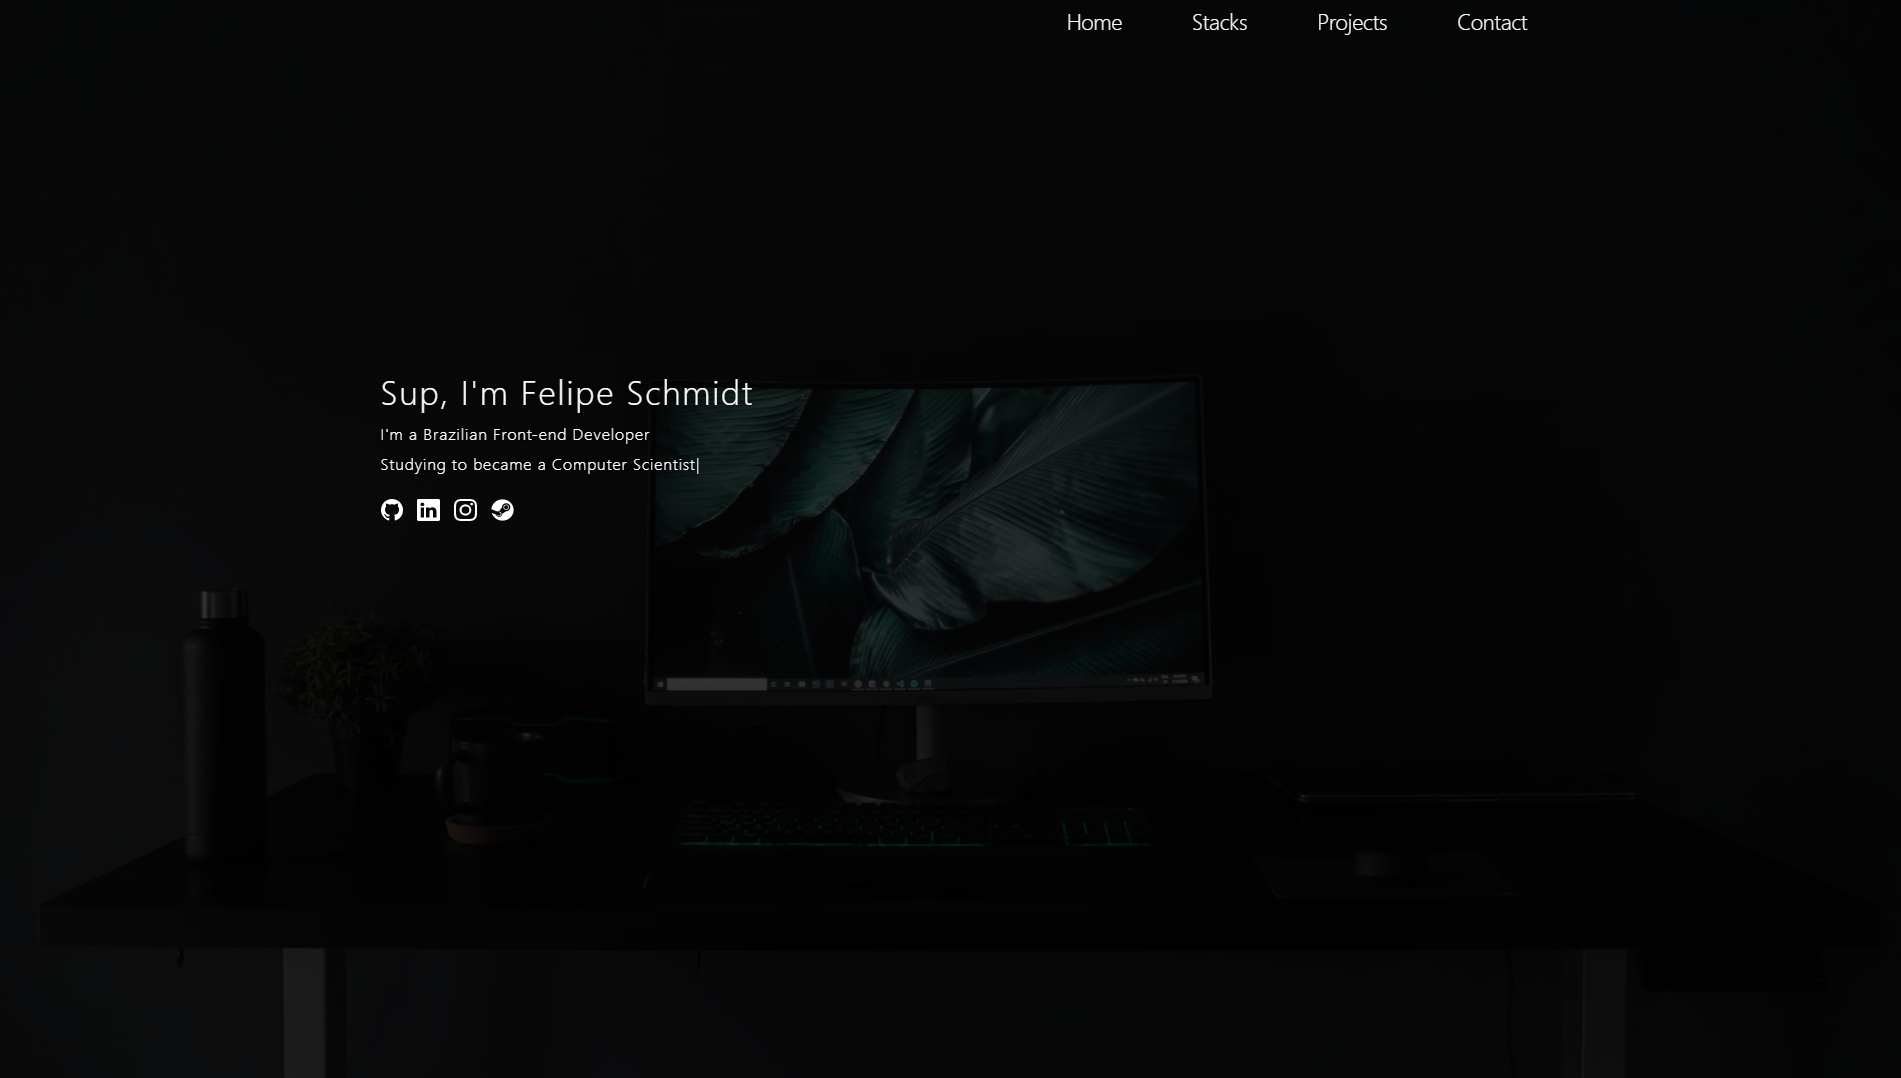 Home Stacks Projects Contact
Sup, I'm Felipe Schmidt
I'm a Brazilian Front-end Developer
Studying to became a Computer Scientist|